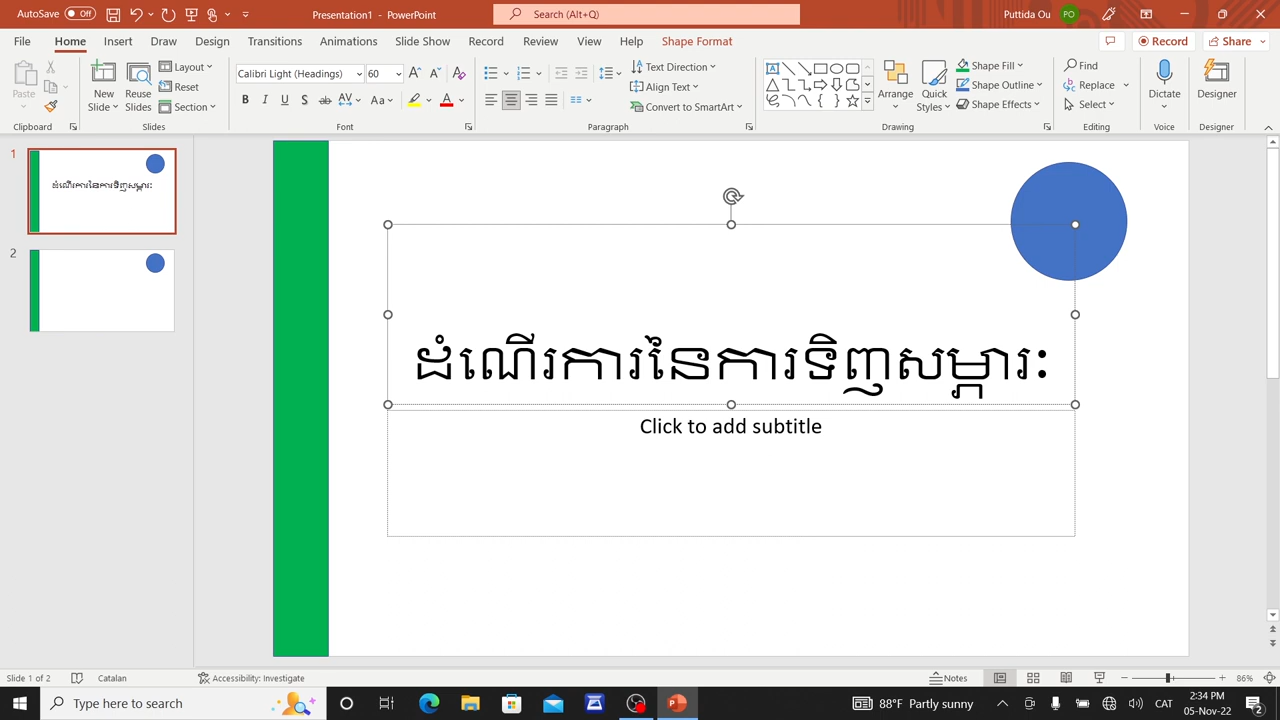 AutoSave Off Presentation1 - PowerPoint Search (Alt+Q) Puttida Ou PO
File Home Insert Draw Design Transitions Animations Slide Show Record Review View Help Shape Format Record Share
Paste New Slide Reuse Slides Layout Reset Section
Calibri Light (Headings) 60
Text Direction Align Text Convert to SmartArt
Arrange Quick Styles Shape Fill Shape Outline Shape Effects
Find Replace Select Dictate Designer
Clipboard Slides Font Paragraph Drawing Editing Voice Designer
1
ដំណើរការនៃការទិញសម្ភារៈ
2
ដំណើរការនៃការទិញសម្ភារៈ
Click to add subtitle
Slide 1 of 2 Catalan Accessibility: Investigate Notes 86%
Type here to search 88°F Partly sunny CAT 2:34 PM 05-Nov-22 2